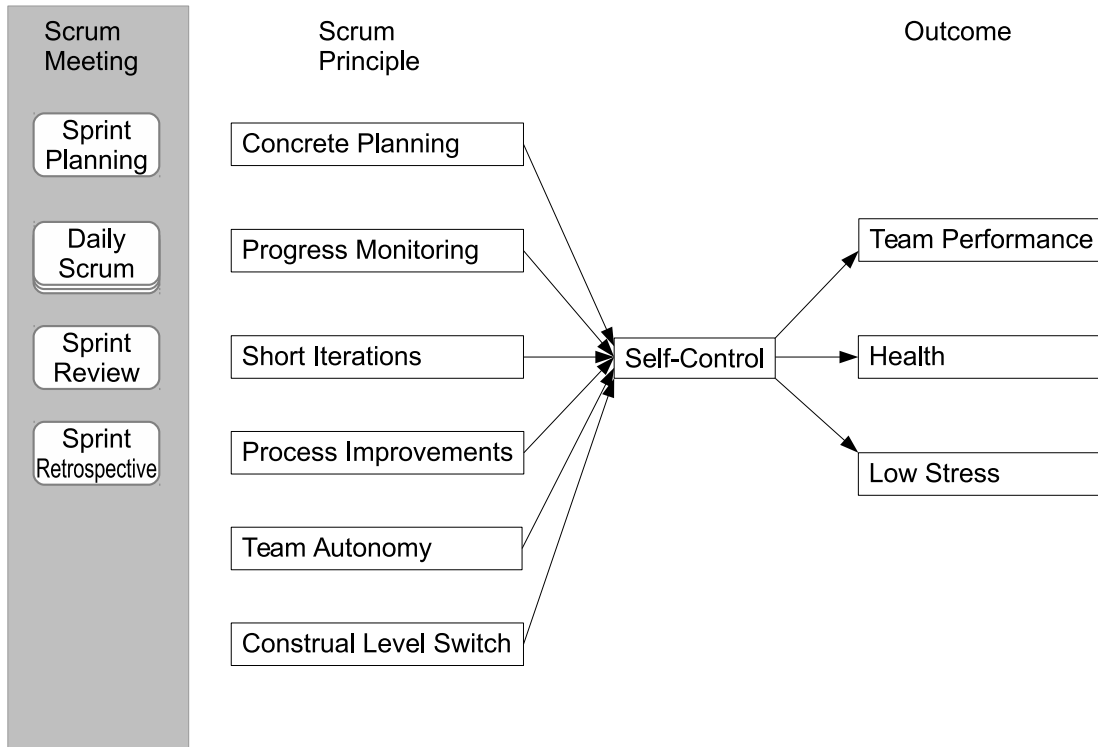 Scrum
Meeting
Scrum
Principle
Outcome
Sprint
Planning
Daily
Scrum
Sprint
Review
Sprint
Retrospective
Concrete Planning
Progress Monitoring
Short Iterations
Process Improvements
Team Autonomy
Construal Level Switch
Self-Control
Team Performance
Health
Low Stress